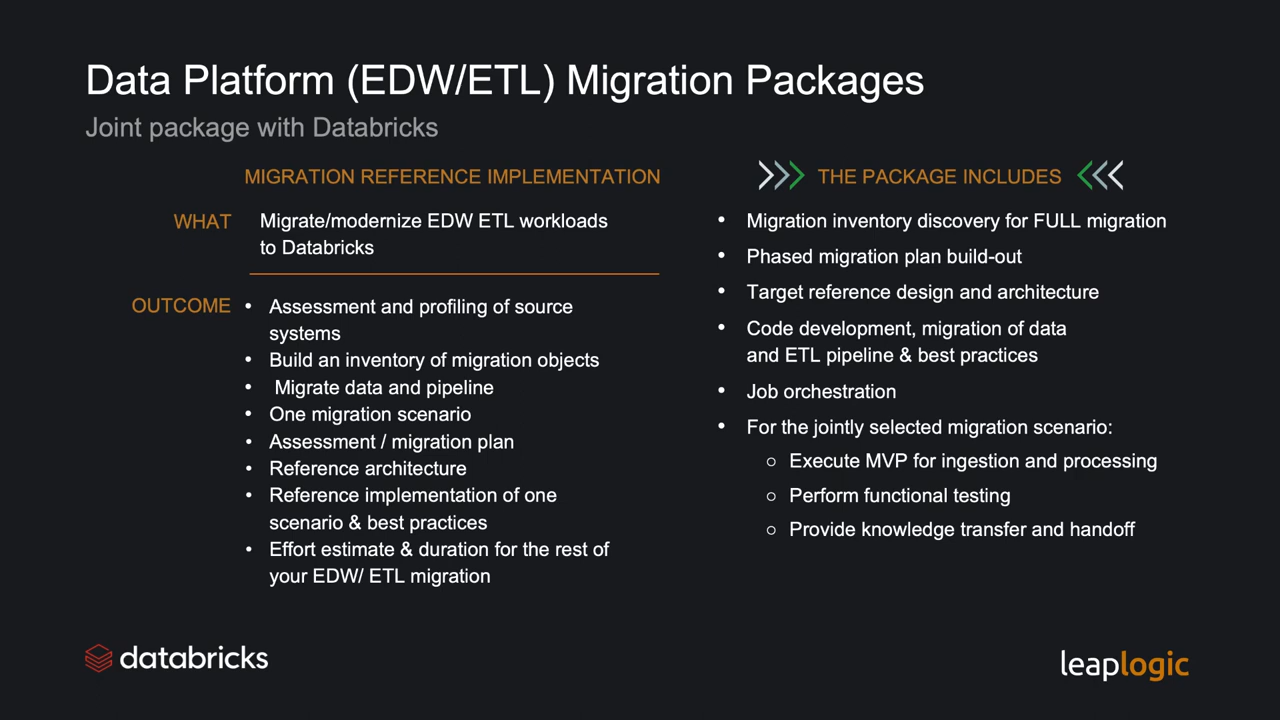 Data Platform (EDW/ETL) Migration Packages
Joint package with Databricks
MIGRATION REFERENCE IMPLEMENTATION
WHAT
Migrate/modernize EDW ETL workloads
to Databricks
OUTCOME
• Assessment and profiling of source
systems
• Build an inventory of migration objects
• Migrate data and pipeline
• One migration scenario
• Assessment / migration plan
• Reference architecture
• Reference implementation of one
scenario & best practices
• Effort estimate & duration for the rest of
your EDW/ ETL migration
THE PACKAGE INCLUDES
• Migration inventory discovery for FULL migration
• Phased migration plan build-out
• Target reference design and architecture
• Code development, migration of data
and ETL pipeline & best practices
• Job orchestration
• For the jointly selected migration scenario:
○ Execute MVP for ingestion and processing
○ Perform functional testing
○ Provide knowledge transfer and handoff
databricks
leaplogic